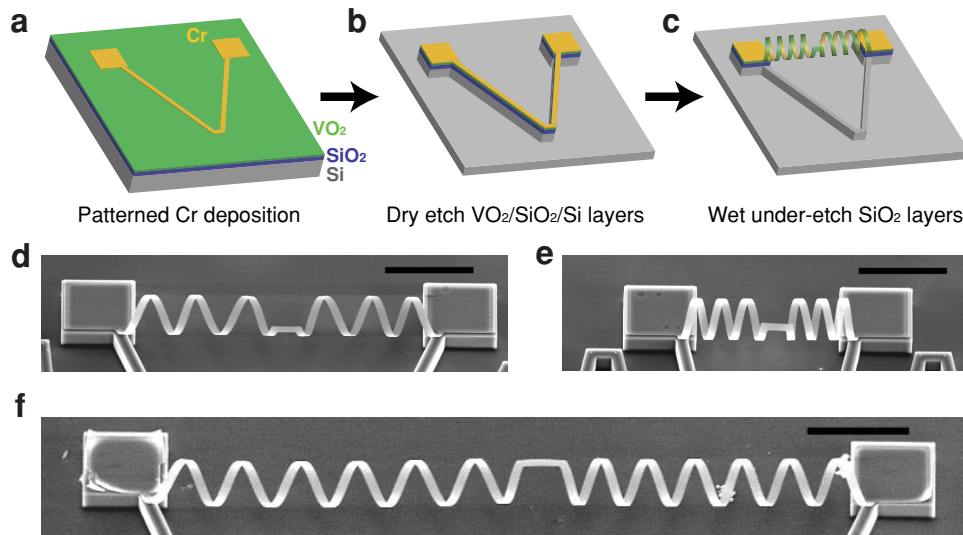 a
b
c
Cr
VO₂
SiO₂
Si
Patterned Cr deposition
Dry etch VO₂/SiO₂/Si layers
Wet under-etch SiO₂ layers
d
e
f